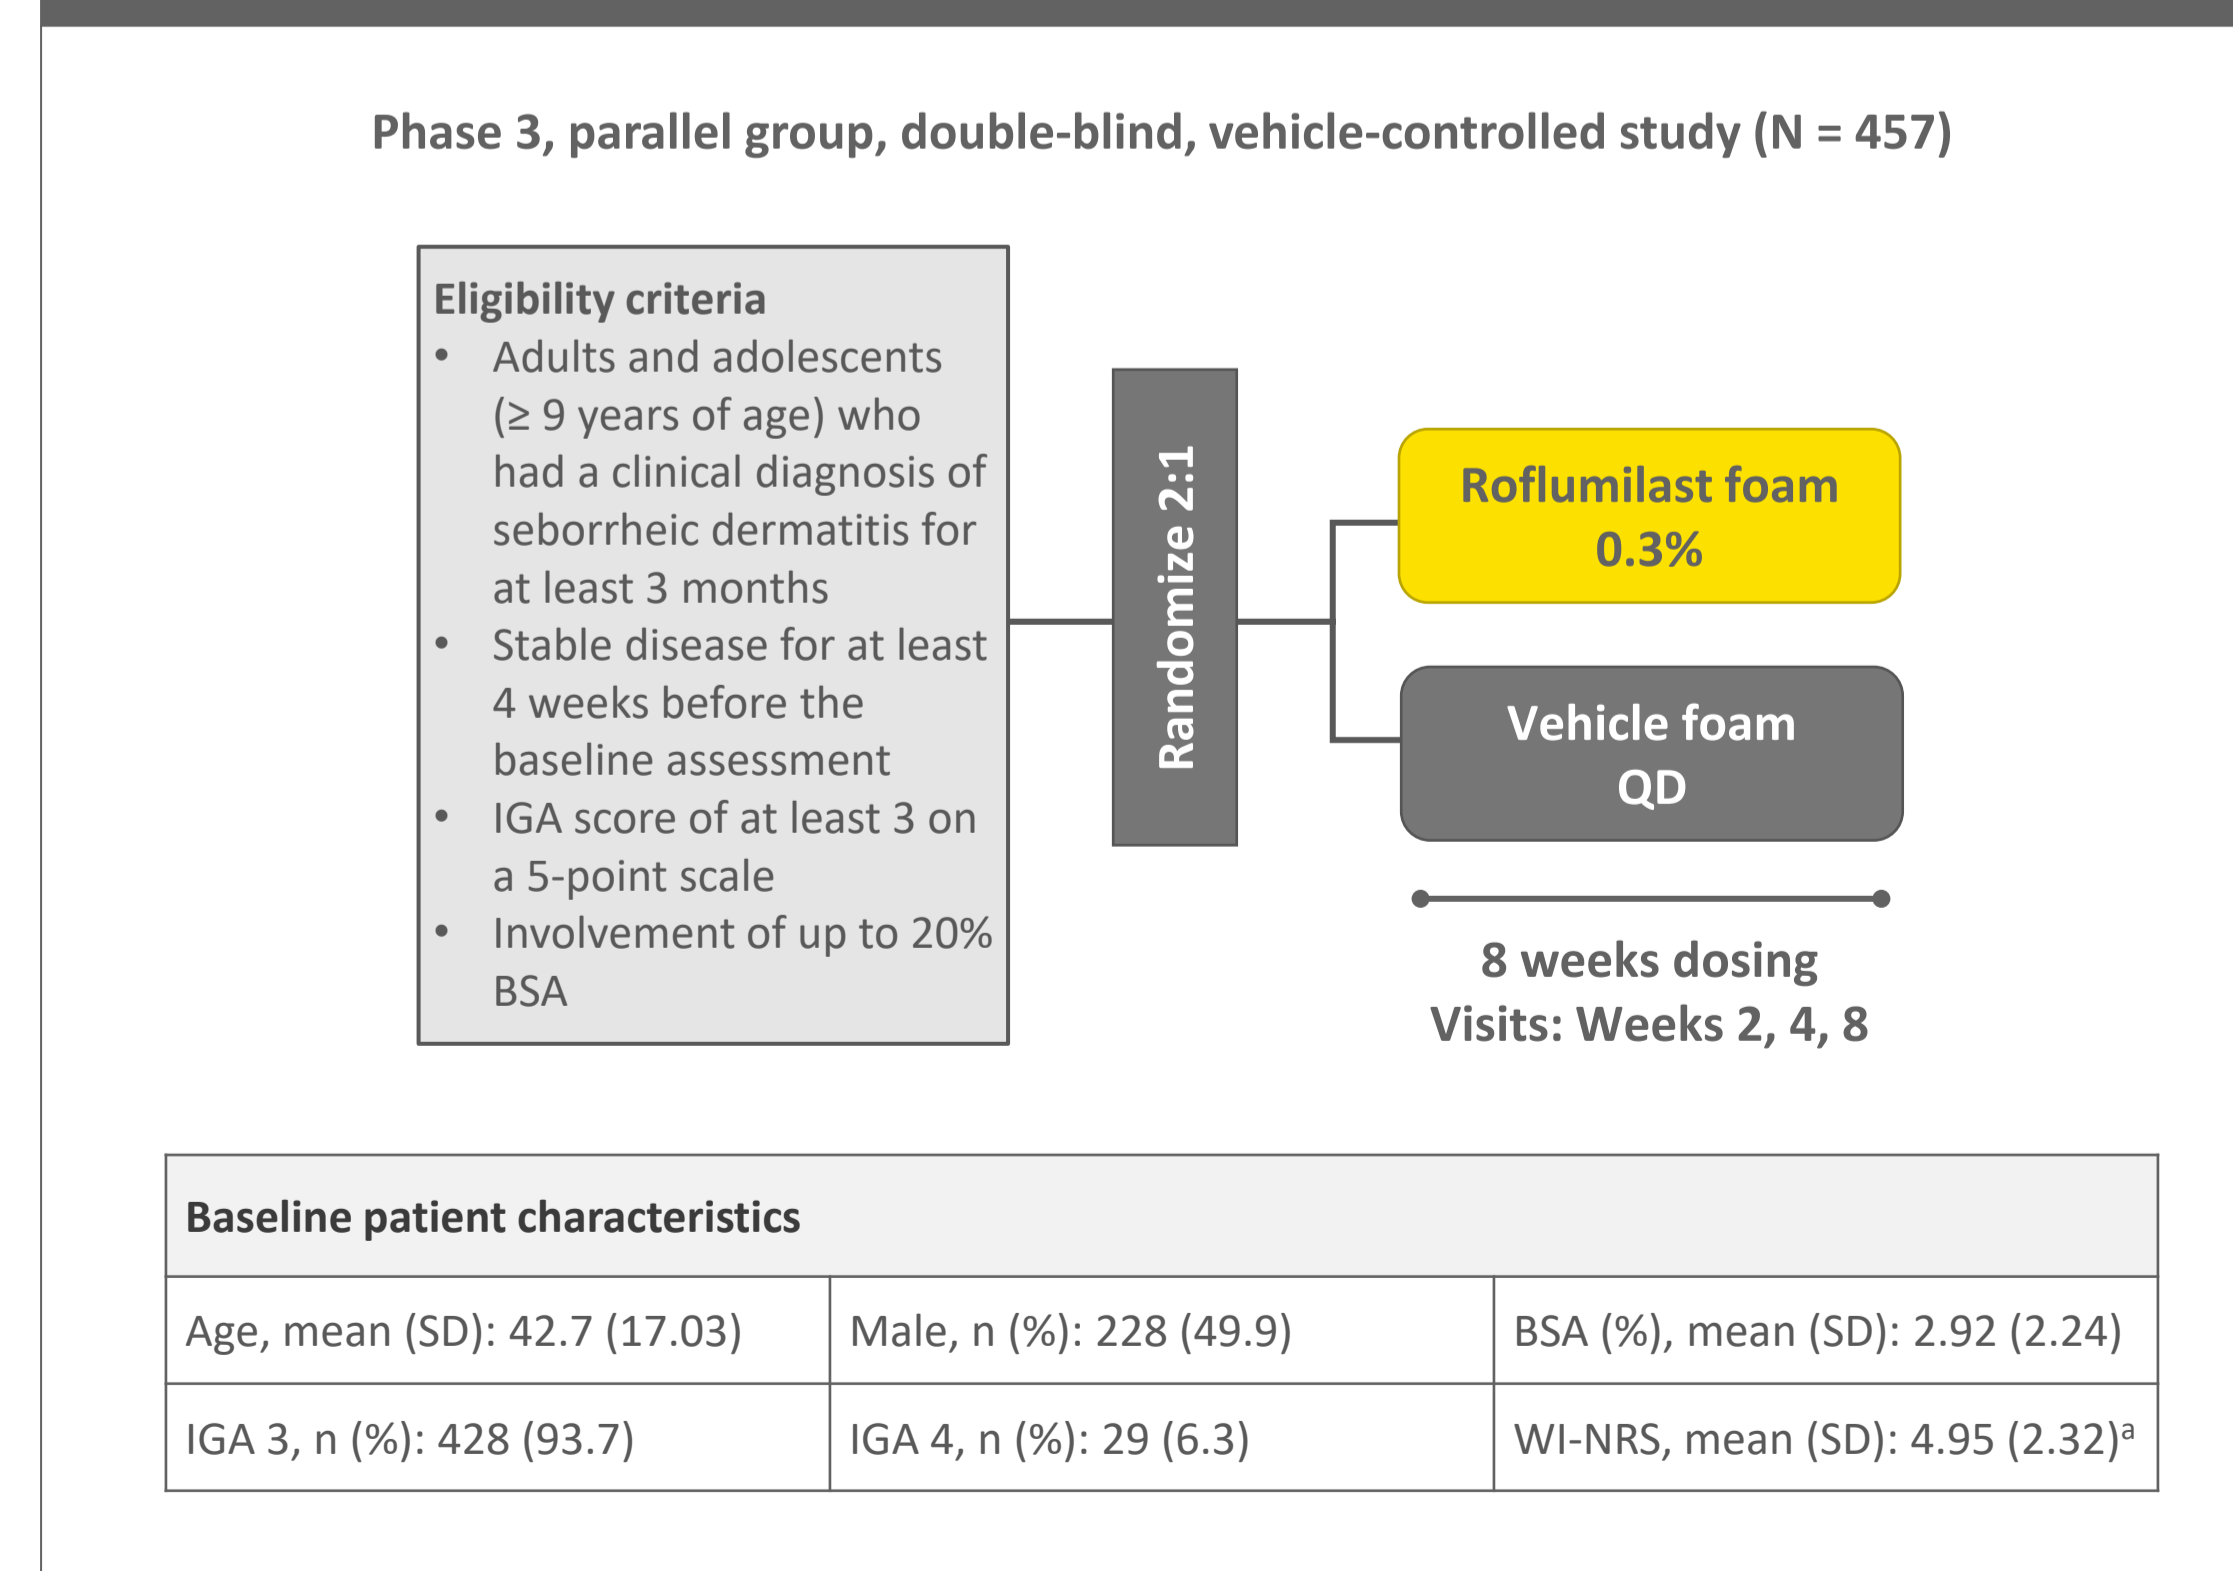 Phase 3, parallel group, double-blind, vehicle-controlled study (N = 457)
Eligibility criteria
• Adults and adolescents
(≥ 9 years of age) who
had a clinical diagnosis of
seborrheic dermatitis for
at least 3 months
• Stable disease for at least
4 weeks before the
baseline assessment
• IGA score of at least 3 on
a 5-point scale
• Involvement of up to 20%
BSA
Randomize 2:1
Roflumilast foam
0.3%
Vehicle foam
QD
8 weeks dosing
Visits: Weeks 2, 4, 8
Baseline patient characteristics
Age, mean (SD): 42.7 (17.03)
Male, n (%): 228 (49.9)
BSA (%), mean (SD): 2.92 (2.24)
IGA 3, n (%): 428 (93.7)
IGA 4, n (%): 29 (6.3)
WI-NRS, mean (SD): 4.95 (2.32)ᵃ